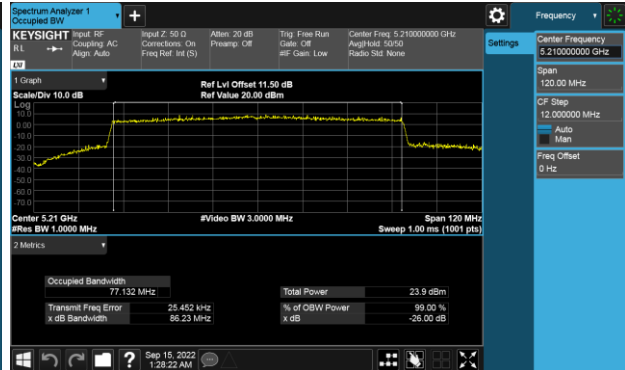 Spectrum Analyzer 1
Occupied BW
Frequency
KEYSIGHT
RL
Input: RF
Coupling: AC
Align: Auto
Input Z: 50 Ω
Corrections: On
Freq Ref: Int (S)
Atten: 20 dB
Preamp: Off
Trig: Free Run
Gate: Off
#IF Gain: Low
Center Freq: 5.210000000 GHz
Avg|Hold: 50/50
Radio Std: None
LW
Settings
Center Frequency
5.210000000 GHz
Span
120.00 MHz
CF Step
12.000000 MHz
Auto
Man
Freq Offset
0 Hz
1 Graph
Scale/Div 10.0 dB
Ref Lvl Offset 11.50 dB
Ref Value 20.00 dBm
Log
10.0
0.00
-10.0
-20.0
-30.0
-40.0
-50.0
-60.0
-70.0
Center 5.21 GHz
#Res BW 1.0000 MHz
#Video BW 3.0000 MHz
Span 120 MHz
Sweep 1.00 ms (1001 pts)
2 Metrics
Occupied Bandwidth
77.132 MHz
Total Power 23.9 dBm
Transmit Freq Error 25.452 kHz
% of OBW Power 99.00 %
x dB Bandwidth 86.23 MHz
x dB -26.00 dB
?
Sep 15, 2022
1:28:22 AM